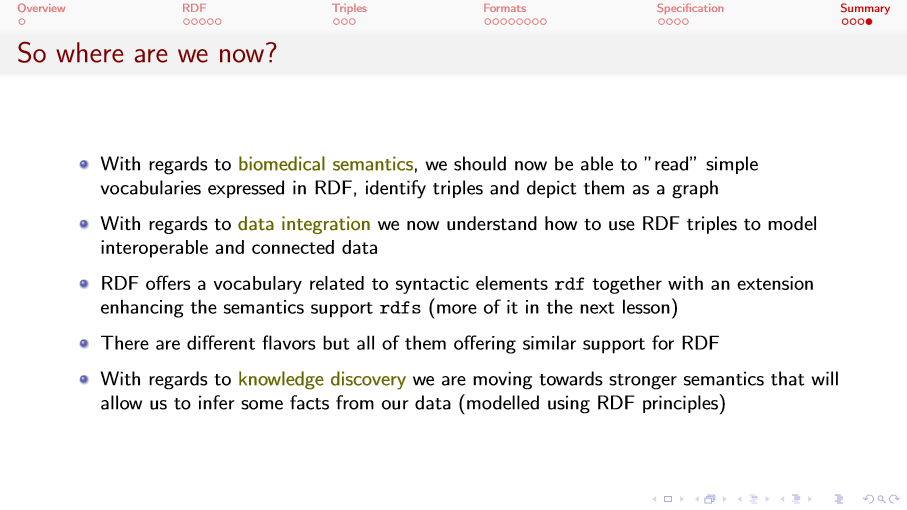 Overview RDF Triples Formats Specification Summary
So where are we now?
With regards to biomedical semantics, we should now be able to ”read” simple
vocabularies expressed in RDF, identify triples and depict them as a graph
With regards to data integration we now understand how to use RDF triples to model
interoperable and connected data
RDF offers a vocabulary related to syntactic elements rdf together with an extension
enhancing the semantics support rdfs (more of it in the next lesson)
There are different flavors but all of them offering similar support for RDF
With regards to knowledge discovery we are moving towards stronger semantics that will
allow us to infer some facts from our data (modelled using RDF principles)